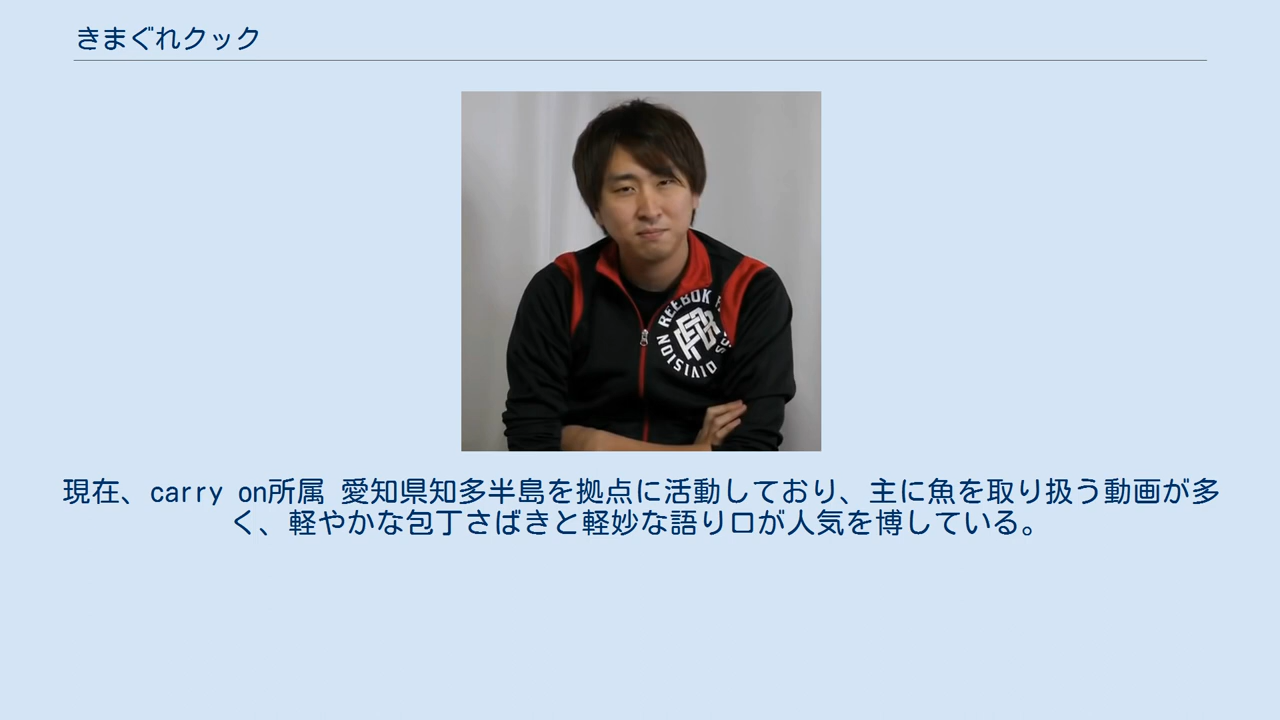 きまぐれクック
REEBOK
DIVISION
現在、carry on所属 愛知県知多半島を拠点に活動しており、主に魚を取り扱う動画が多
く、軽やかな包丁さばきと軽妙な語り口が人気を博している。